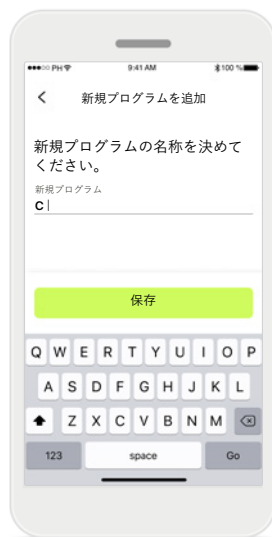 PH
9:41 AM
100 %
新規プログラムを追加
新規プログラムの名称を決めて
ください。
新規プログラム
C
保存
Q W E R T Y U I O P
A S D F G H J K L
Z X C V B N M
123 space Go